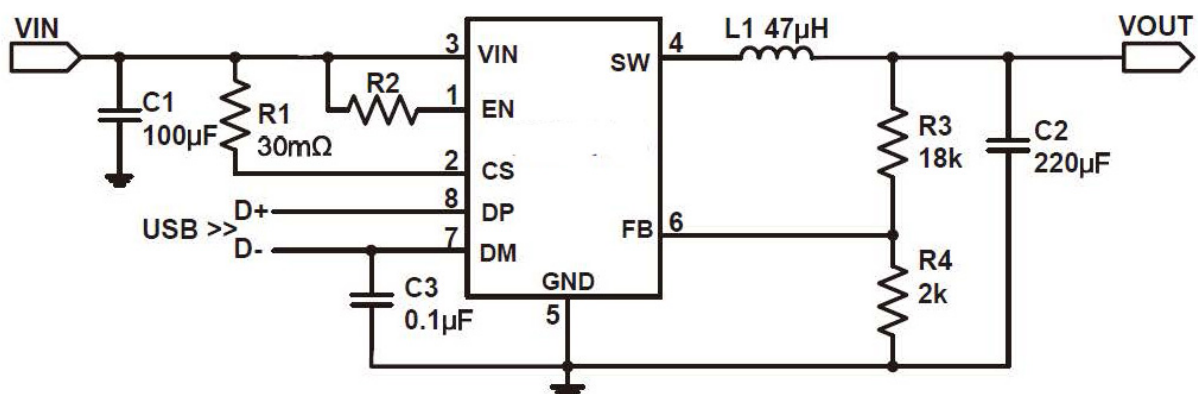 VIN
VOUT
L1 47µH
3
VIN
SW
4
R2
1
EN
C1
100µF
R1
30mΩ
2
CS
R3
18k
C2
220µF
USB >>
D+
8
DP
D-
7
DM
FB
6
C3
0.1µF
GND
5
R4
2k